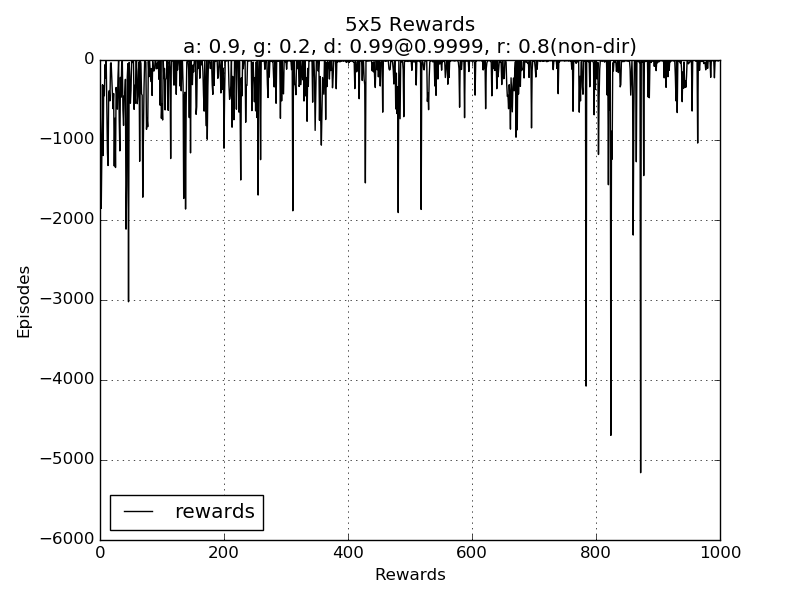 5x5 Rewards
a: 0.9, g: 0.2, d: 0.99@0.9999, r: 0.8(non-dir)
0
−1000
−2000
−3000
−4000
−5000
−6000
Episodes
rewards
0 200 400 600 800 1000
Rewards